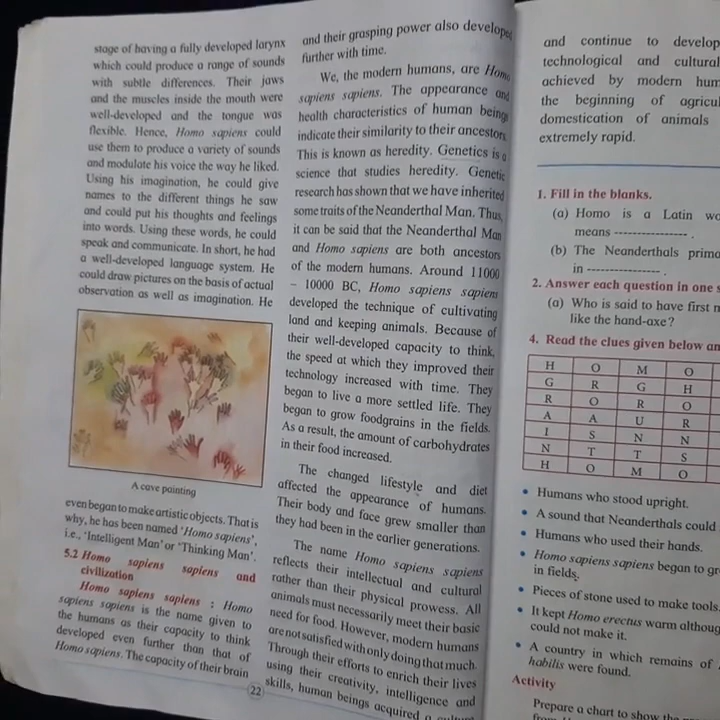 stage of having a fully developed larynx
which could produce a range of sounds
with subtle differences. Their jaws
and the muscles inside the mouth were
well-developed and the tongue was
flexible. Hence, Homo sapiens could
use them to produce a variety of sounds
and modulate his voice the way he liked.
Using his imagination, he could give
names to the different things he saw
and could put his thoughts and feelings
into words. Using these words, he could
speak and communicate. In short, he had
a well-developed language system. He
could draw pictures on the basis of actual
observation as well as imagination. He
A cave painting
even began to make artistic objects. That is
why, he has been named 'Homo sapiens',
i.e., 'Intelligent Man' or 'Thinking Man'.
5.2 Homo sapiens sapiens and
civilization
Homo sapiens sapiens : Homo
sapiens sapiens is the name given to
the humans as their capacity to think
developed even further than that of
Homo sapiens. The capacity of their brain
and their grasping power also developed
further with time.
We, the modern humans, are Homo
sapiens sapiens. The appearance and
health characteristics of human beings
indicate their similarity to their ancestors.
This is known as heredity. Genetics is a
science that studies heredity. Genetic
research has shown that we have inherited
some traits of the Neanderthal Man. Thus,
it can be said that the Neanderthal Man
and Homo sapiens are both ancestors
of the modern humans. Around 11000
– 10000 BC, Homo sapiens sapiens
developed the technique of cultivating
land and keeping animals. Because of
their well-developed capacity to think,
the speed at which they improved their
technology increased with time. They
began to live a more settled life. They
began to grow foodgrains in the fields.
As a result, the amount of carbohydrates
in their food increased.
The changed lifestyle and diet
affected the appearance of humans.
Their body and face grew smaller than
they had been in the earlier generations.
The name Homo sapiens sapiens
reflects their intellectual and cultural
rather than their physical prowess. All
animals must necessarily meet their basic
need for food. However, modern humans
are not satisfied with only doing that much.
Through their efforts to enrich their lives
using their creativity, intelligence and
skills, human beings acquired a
22
and continue to develop
technological and cultural
achieved by modern
the beginning of
domestication of animals
extremely rapid.
1. Fill in the blanks.
(a) Homo is a Latin
means ---------------- .
(b) The Neanderthals
in ---------------- .
2. Answer each question in one
(a) Who is said to have first
like the hand-axe?
4. Read the clues given below
H O M O
G R G H
R O R O
A A U R
I S N N
N T T S
H O M O
• Humans who stood upright.
• A sound that Neanderthals could
• Humans who used their hands.
• Homo sapiens sapiens began to
in fields.
• Pieces of stone used to make tools.
• It kept Homo erectus warm
could not make it.
• A country in which remains of
habilis were found.
Activity
Prepare a chart to show the